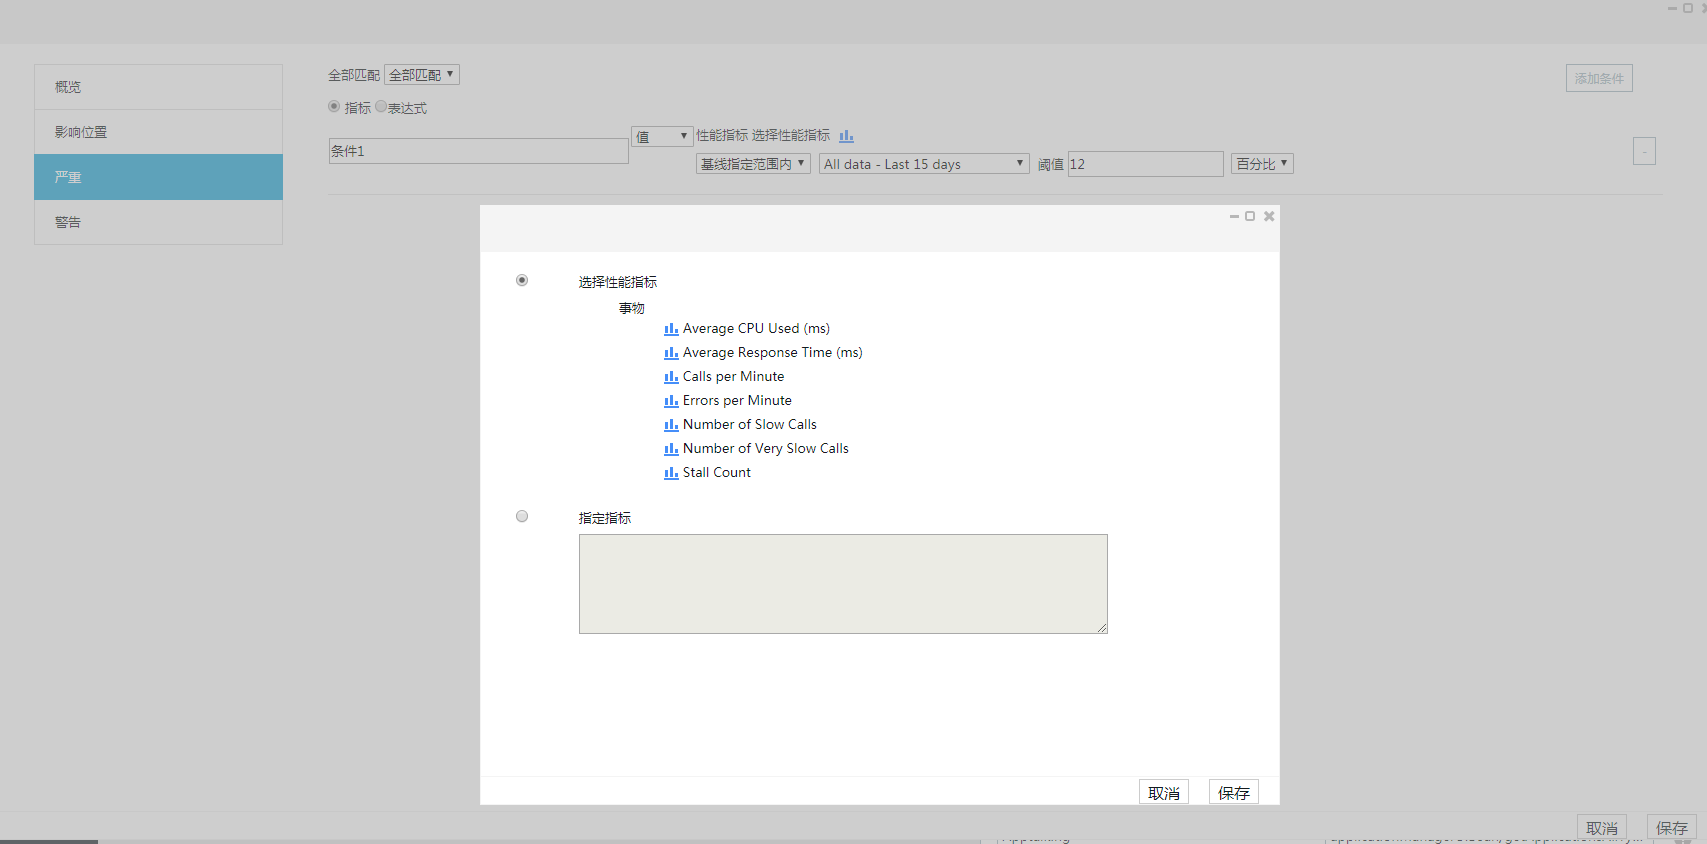 概览
影响位置
严重
警告
全部匹配 全部匹配
添加条件
指标 表达式
条件1 值 性能指标 选择性能指标
基线指定范围内 All data - Last 15 days 阈值 12 百分比
-
选择性能指标
事物
Average CPU Used (ms)
Average Response Time (ms)
Calls per Minute
Errors per Minute
Number of Slow Calls
Number of Very Slow Calls
Stall Count
指定指标
取消 保存
取消 保存